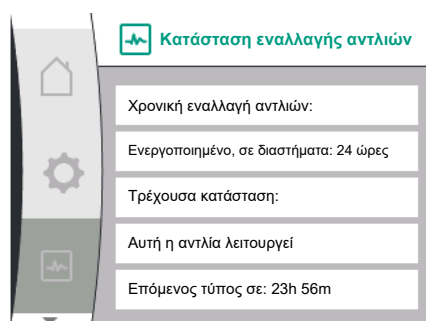 Κατάσταση εναλλαγής αντλιών
Χρονική εναλλαγή αντλιών:
Ενεργοποιημένο, σε διαστήματα: 24 ώρες
Τρέχουσα κατάσταση:
Αυτή η αντλία λειτουργεί
Επόμενος τύπος σε: 23h 56m